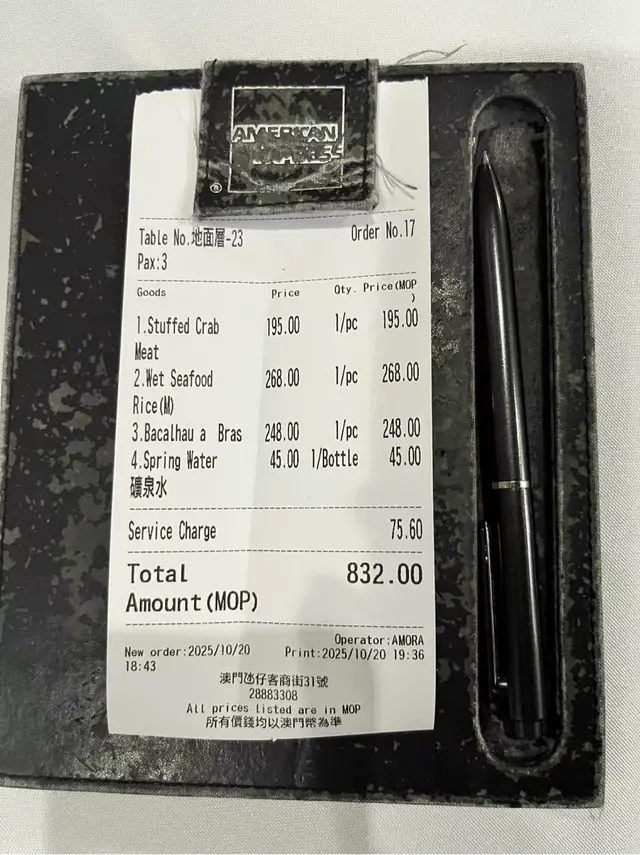 AMERICAN
EXPRESS
®
Table No.地面層-23 Order No.17
Pax:3
Goods Price Qty. Price(MOP
)
1.Stuffed Crab 195.00 1/pc 195.00
Meat
2.Wet Seafood 268.00 1/pc 268.00
Rice(M)
3.Bacalhau a Bras 248.00 1/pc 248.00
4.Spring Water 45.00 1/Bottle 45.00
礦泉水
Service Charge 75.60
Total 832.00
Amount(MOP)
Operator:AMORA
New order:2025/10/20 Print:2025/10/20 19:36
18:43
澳門氹仔客商街31號
28883308
All prices listed are in MOP
所有價錢均以澳門幣為準